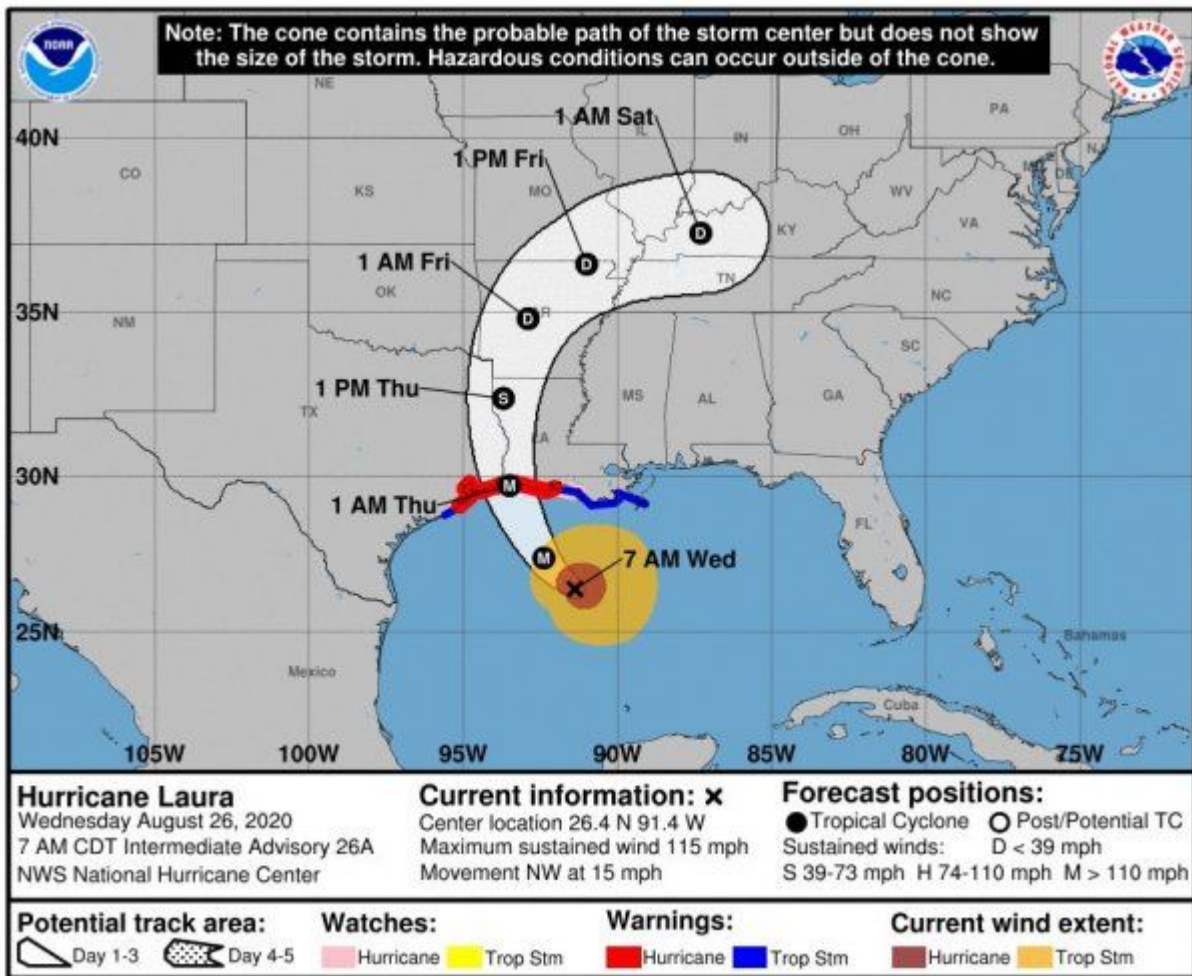 Note: The cone contains the probable path of the storm center but does not show
the size of the storm. Hazardous conditions can occur outside of the cone.
NOAA
NATIONAL WEATHER SERVICE
NE
PA
1 AM Sat
40N
IL
IN
OH
NJ
1 PM Fri
MD
DE
CO
KS
MO
WV
VA
KY
1 AM Fri
OK
TN
NC
35N
NM
AR
SC
1 PM Thu
TX
MS
AL
GA
LA
30N
1 AM Thu
FL
7 AM Wed
25N
Bahamas
Mexico
Cuba
105W 100W 95W 90W 85W 80W 75W
D
D
D
S
M
M
Hurricane Laura
Wednesday August 26, 2020
7 AM CDT Intermediate Advisory 26A
NWS National Hurricane Center
Current information: x
Center location 26.4 N 91.4 W
Maximum sustained wind 115 mph
Movement NW at 15 mph
Forecast positions:
Tropical Cyclone Post/Potential TC
Sustained winds: D < 39 mph
S 39-73 mph H 74-110 mph M > 110 mph
Potential track area:
Day 1-3 Day 4-5
Watches:
Hurricane Trop Stm
Warnings:
Hurricane Trop Stm
Current wind extent:
Hurricane Trop Stm